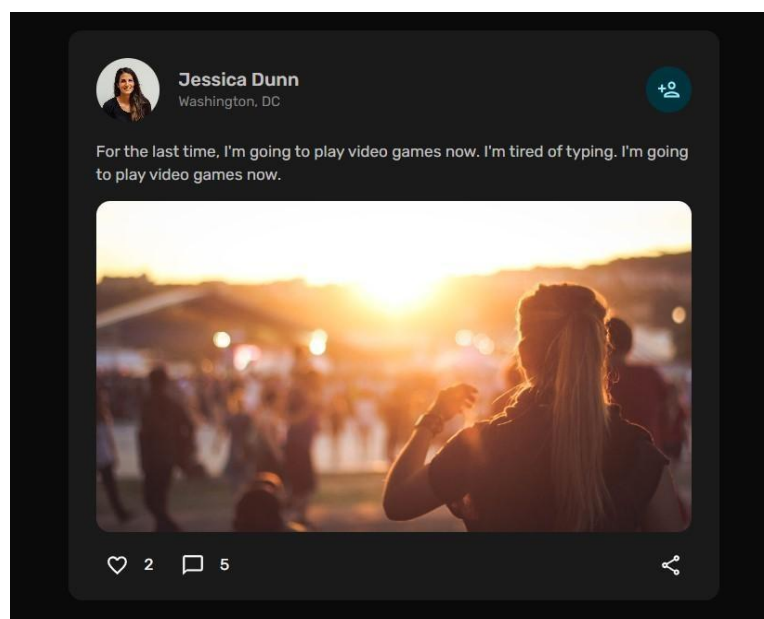 Jessica Dunn
Washington, DC
For the last time, I'm going to play video games now. I'm tired of typing. I'm going
to play video games now.
2 5